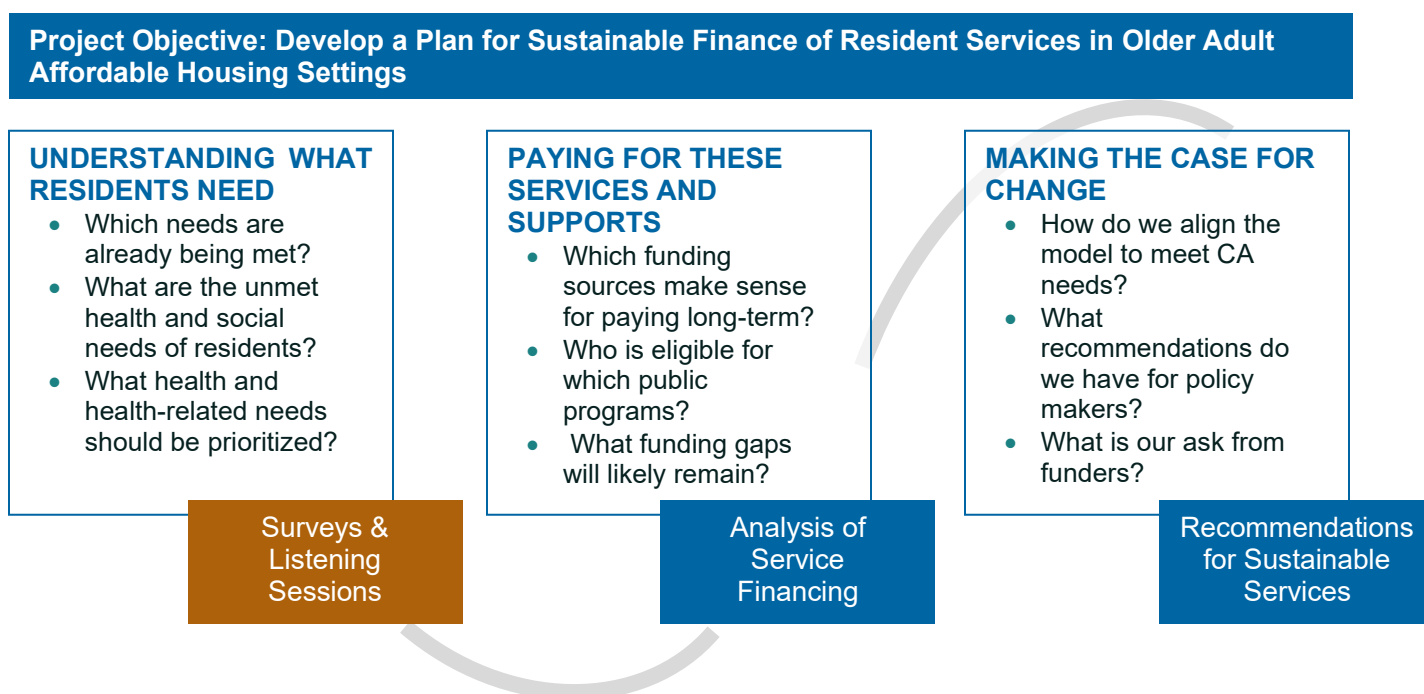 Project Objective: Develop a Plan for Sustainable Finance of Resident Services in Older Adult
Affordable Housing Settings
UNDERSTANDING WHAT
RESIDENTS NEED
• Which needs are
already being met?
• What are the unmet
health and social
needs of residents?
• What health and
health-related needs
should be prioritized?
Surveys &
Listening
Sessions
PAYING FOR THESE
SERVICES AND
SUPPORTS
• Which funding
sources make sense
for paying long-term?
• Who is eligible for
which public
programs?
• What funding gaps
will likely remain?
Analysis of
Service
Financing
MAKING THE CASE FOR
CHANGE
• How do we align the
model to meet CA
needs?
• What
recommendations do
we have for policy
makers?
• What is our ask from
funders?
Recommendations
for Sustainable
Services